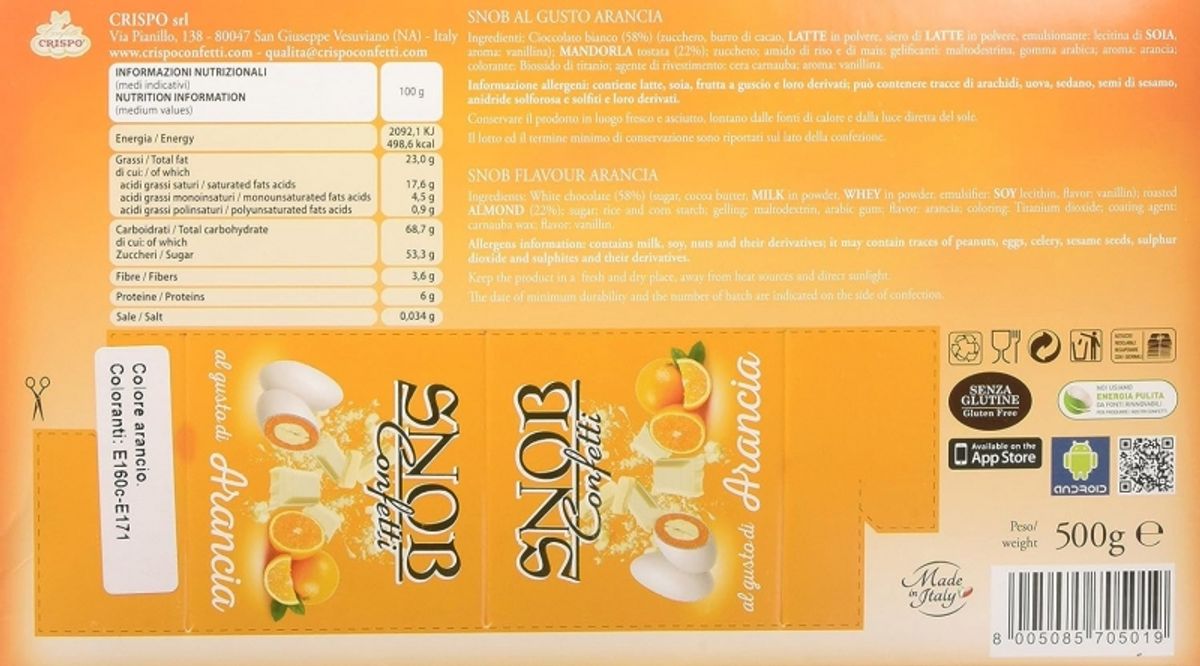 CRISPO
CRISPO srl
Via Pianillo, 138 - 80047 San Giuseppe Vesuviano (NA) - Italy
www.crispoconfetti.com - qualita@crispoconfetti.com
INFORMAZIONI NUTRIZIONALI
(medi indicativi)
NUTRITION INFORMATION
(medium values)
100 g
Energia / Energy 2092,1 KJ
498,6 kcal
Grassi / Total fat 23,0 g
di cui: / of which
acidi grassi saturi / saturated fats acids 17,6 g
acidi grassi monoinsaturi / monounsaturated fats acids 4,5 g
acidi grassi polinsaturi / polyunsaturated fats acids 0,9 g
Carboidrati / Total carbohydrate 68,7 g
di cui: of which
Zuccheri / Sugar 53,3 g
Fibre / Fibers 3,6 g
Proteine / Proteins 6 g
Sale / Salt 0,034 g
SNOB AL GUSTO ARANCIA
Ingredienti: Cioccolato bianco (58%) (zucchero, burro di cacao, LATTE in polvere, siero di LATTE in polvere, emulsionante: lecitina di SOIA,
aroma: vanillina); MANDORLA tostata (22%); zucchero; amido di riso e di mais; gelificanti: maltodestrina, gomma arabica; aroma: arancia;
colorante: Biossido di titanio; agente di rivestimento: cera carnauba; aroma: vanillina.
Informazione allergeni: contiene latte, soia, frutta a guscio e loro derivati; può contenere tracce di arachidi, uova, sedano, semi di sesamo,
anidride solforosa e solfiti e loro derivati.
Conservare il prodotto in luogo fresco e asciutto, lontano dalle fonti di calore e dalla luce diretta del sole.
Il lotto ed il termine minimo di conservazione sono riportati sul lato della confezione.
SNOB FLAVOUR ARANCIA
Ingredients: White chocolate (58%) (sugar, cocoa butter, MILK in powder, WHEY in powder, emulsifier: SOY lecithin, flavor: vanillin); roasted
ALMOND (22%); sugar; rice and corn starch; gelling: maltodextrin, arabic gum; flavor: arancia; coloring: Titanium dioxide; coating agent:
carnauba wax; flavor: vanillin.
Allergens information: contains milk, soy, nuts and their derivatives; it may contain traces of peanuts, eggs, celery, sesame seeds, sulphur
dioxide and sulphites and their derivatives.
Keep the product in a fresh and dry place, away from heat sources and direct sunlight.
The date of minimum durability and the number of batch are indicated on the side of confection.
Colore arancio.
Coloranti: E160c-E171
SNOB
Confetti
al gusto di Arancia
SNOB
Confetti
al gusto di Arancia
SENZA
GLUTINE
Gluten Free
NOI USIAMO
ENERGIA PULITA
DA FONTI RINNOVABILI
Available on the
App Store
ANDROID
Peso/
weight 500g e
Made
in Italy
8 005085 705019